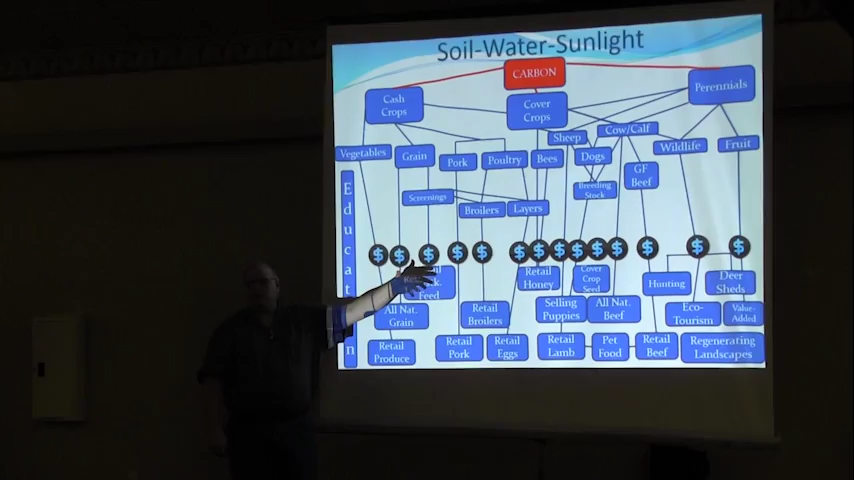 Soil-Water-Sunlight
CARBON
Cash
Crops
Cover
Crops
Perennials
Vegetables
Grain
Pork
Poultry
Bees
Sheep
Dogs
Cow/Calf
Wildlife
Fruit
GF
Beef
Breeding
Stock
Screenings
Broilers
Layers
$ $ $ $ $ $ $ $ $ $ $ $ $ $
Feed
Retail
Honey
Cover
Crop
Seed
Hunting
Deer
Sheds
All Nat.
Grain
Retail
Broilers
Selling
Puppies
All Nat.
Beef
Eco-
Tourism
Value-
Added
Retail
Produce
Retail
Pork
Retail
Eggs
Retail
Lamb
Pet
Food
Retail
Beef
Regenerating
Landscapes